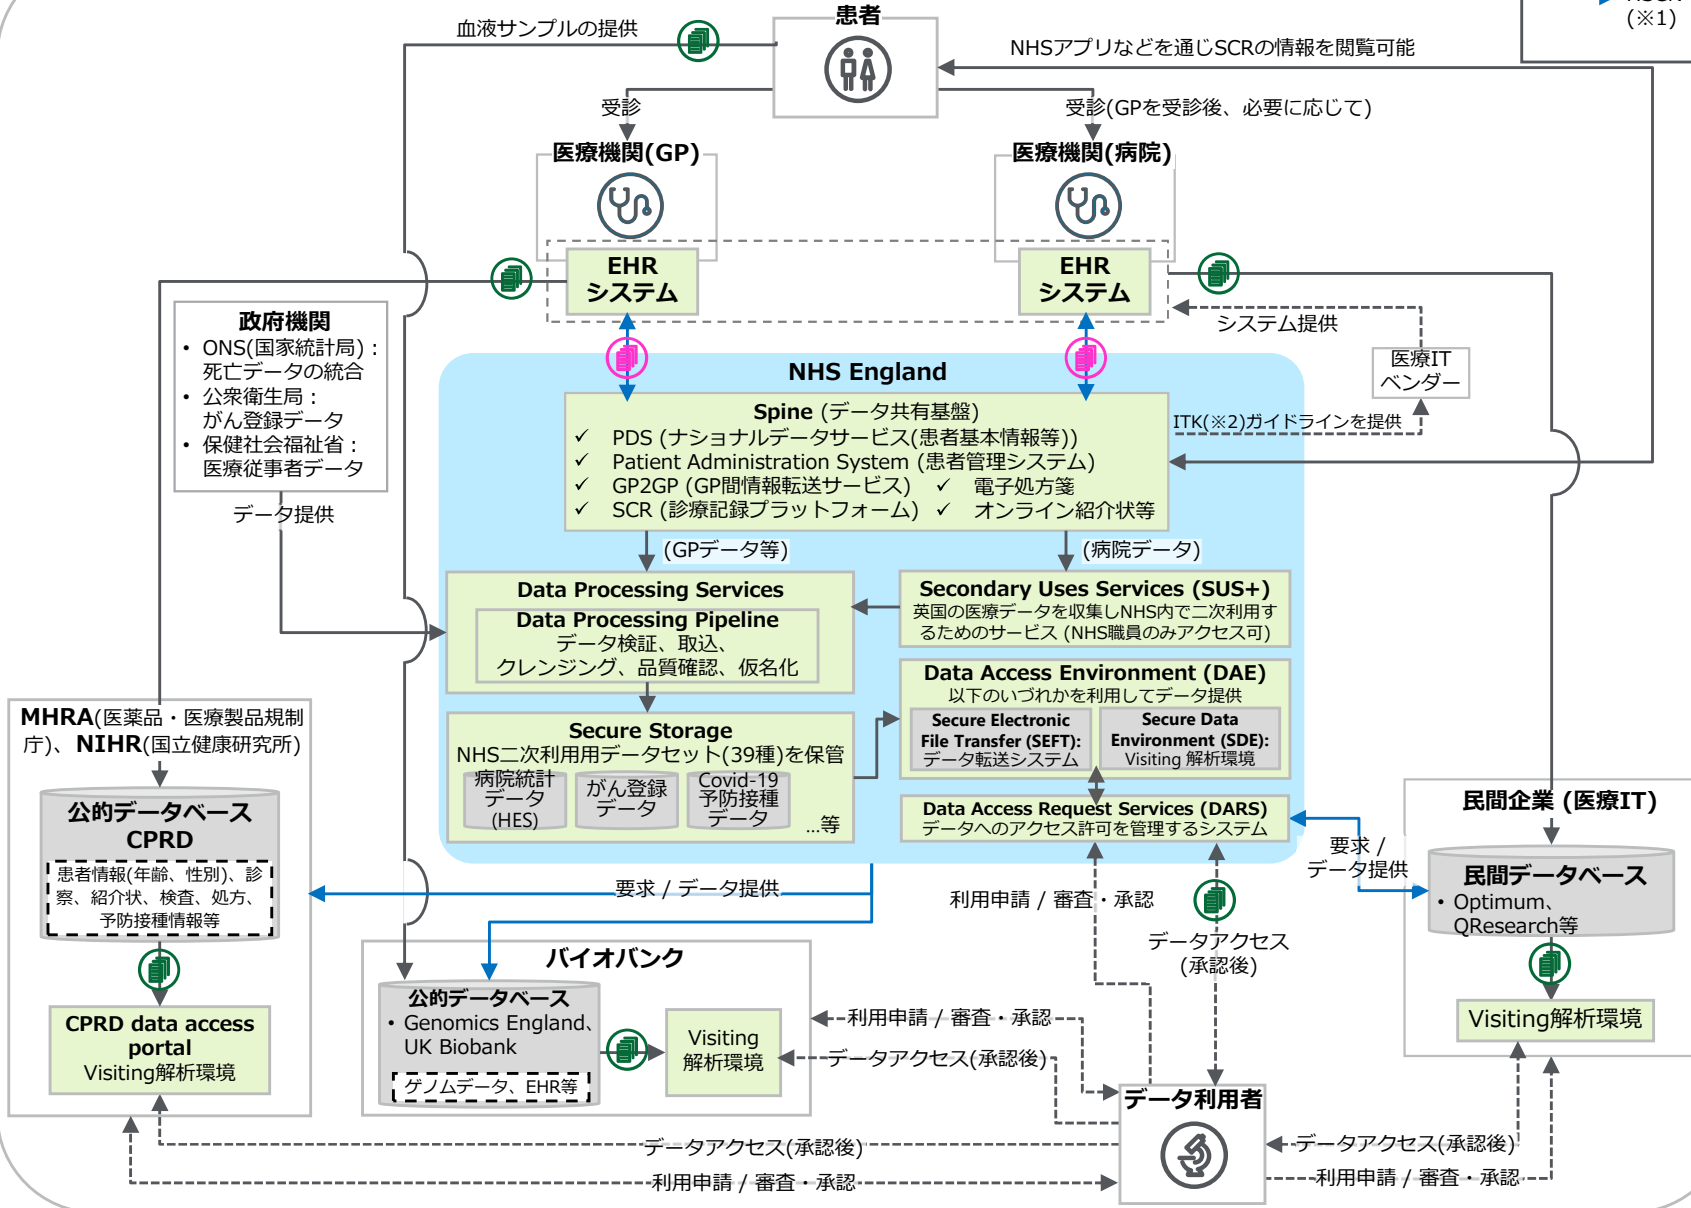 (※1)
患者
血液サンプルの提供
NHSアプリなどを通じSCRの情報を閲覧可能
受診
受診(GPを受診後、必要に応じて)
医療機関(GP)
医療機関(病院)
EHR
システム
EHR
システム
システム提供
医療IT
ベンダー
ITK(※2)ガイドラインを提供
政府機関
• ONS(国家統計局)：
死亡データの統合
• 公衆衛生局：
がん登録データ
• 保健社会福祉省：
医療従事者データ
データ提供
NHS England
Spine (データ共有基盤)
✓ PDS (ナショナルデータサービス(患者基本情報等))
✓ Patient Administration System (患者管理システム)
✓ GP2GP (GP間情報転送サービス) ✓ 電子処方箋
✓ SCR (診療記録プラットフォーム) ✓ オンライン紹介状等
(GPデータ等)
(病院データ)
Data Processing Services
Data Processing Pipeline
データ検証、取込、
クレンジング、品質確認、仮名化
Secondary Uses Services (SUS+)
英国の医療データを収集しNHS内で二次利用す
るためのサービス (NHS職員のみアクセス可)
Data Access Environment (DAE)
以下のいづれかを利用してデータ提供
Secure Electronic
File Transfer (SEFT):
データ転送システム
Secure Data
Environment (SDE):
Visiting 解析環境
Secure Storage
NHS二次利用用データセット(39種)を保管
病院統計
データ
(HES)
がん登録
データ
Covid-19
予防接種
データ
...等
Data Access Request Services (DARS)
データへのアクセス許可を管理するシステム
MHRA(医薬品・医療製品規制
庁)、NIHR(国立健康研究所)
公的データベース
CPRD
患者情報(年齢、性別)、診
察、紹介状、検査、処方、
予防接種情報等
CPRD data access
portal
Visiting解析環境
要求 / データ提供
バイオバンク
公的データベース
• Genomics England、
UK Biobank
ゲノムデータ、EHR等
Visiting
解析環境
利用申請 / 審査・承認
データアクセス
(承認後)
利用申請 / 審査・承認
データアクセス(承認後)
データ利用者
データアクセス(承認後)
利用申請 / 審査・承認
要求 /
データ提供
民間企業 (医療IT)
民間データベース
• Optimum、
QResearch等
Visiting解析環境
データアクセス(承認後)
利用申請 / 審査・承認